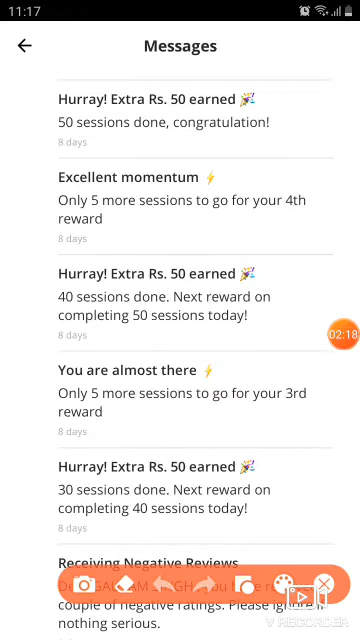 11:17
Messages
Hurray! Extra Rs. 50 earned 🎉
50 sessions done, congratulation!
8 days
Excellent momentum ⚡
Only 5 more sessions to go for your 4th
reward
8 days
Hurray! Extra Rs. 50 earned 🎉
40 sessions done. Next reward on
completing 50 sessions today!
8 days
02:18
You are almost there ⚡
Only 5 more sessions to go for your 3rd
reward
8 days
Hurray! Extra Rs. 50 earned 🎉
30 sessions done. Next reward on
completing 40 sessions today!
8 days
Receiving Negative Reviews
couple of negative ratings. Please ignore if
nothing serious.
V RECORDER